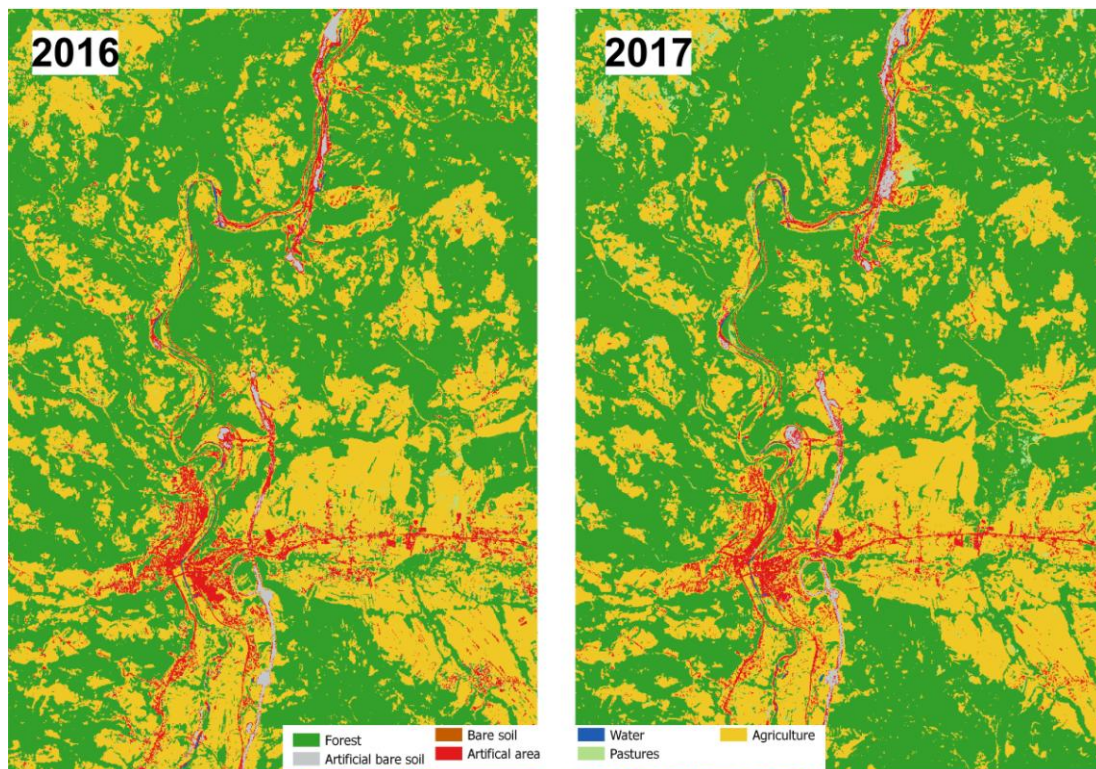 2016
2017
Forest
Artificial bare soil
Bare soil
Artifical area
Water
Pastures
Agriculture